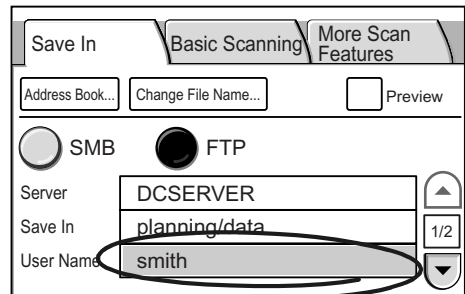 Save In Basic Scanning More Scan Features
Address Book... Change File Name... Preview
SMB FTP
Server DCSERVER
Save In planning/data 1/2
User Name smith